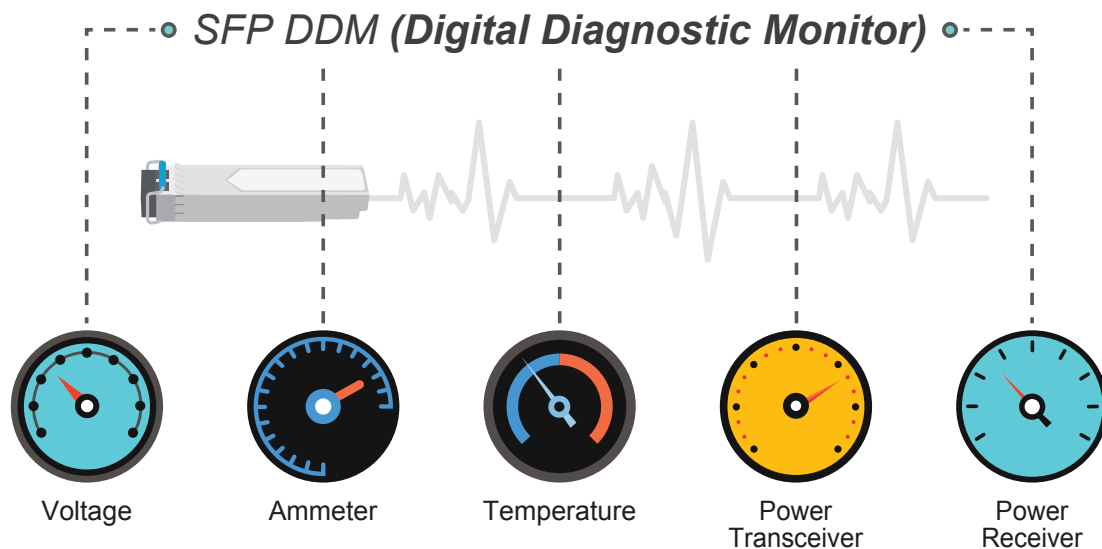 SFP DDM (Digital Diagnostic Monitor)
Voltage
Ammeter
Temperature
Power
Transceiver
Power
Receiver